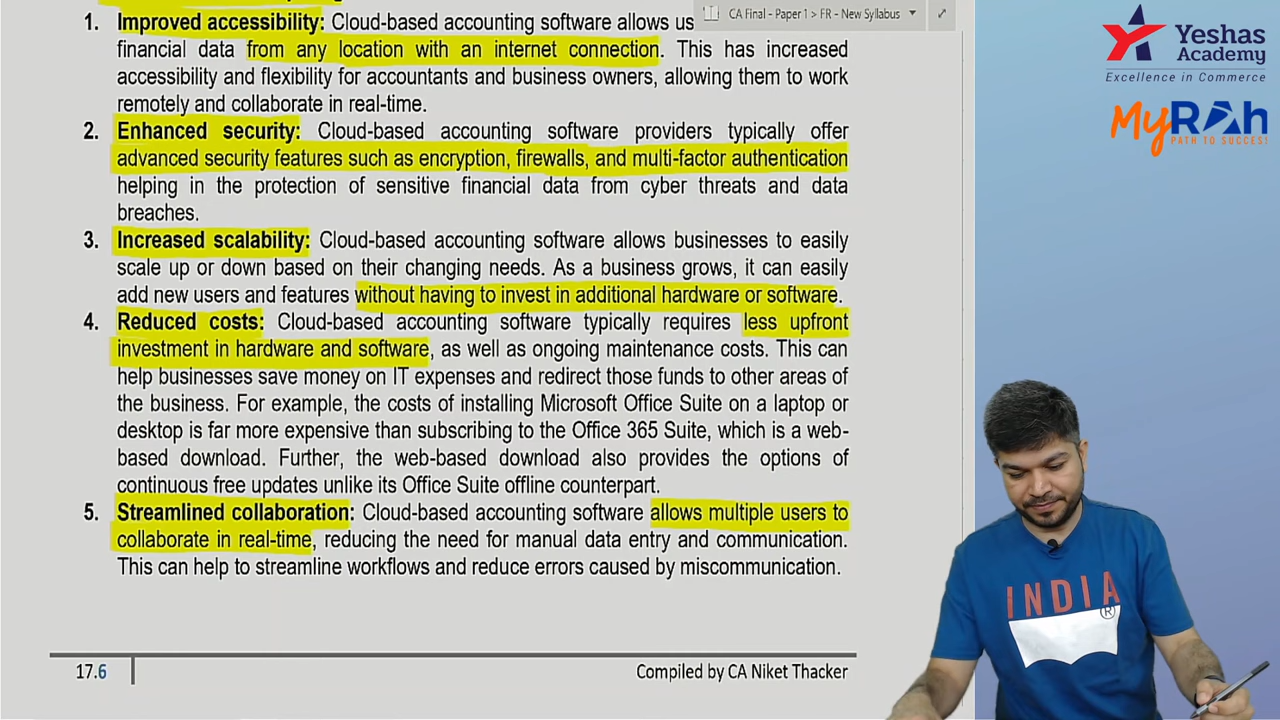 CA Final - Paper 1 > FR - New Syllabus
Yeshas
Academy
Excellence in Commerce
MyRAh
PATH TO SUCCESS!
1. Improved accessibility: Cloud-based accounting software allows us
financial data from any location with an internet connection. This has increased
accessibility and flexibility for accountants and business owners, allowing them to work
remotely and collaborate in real-time.
2. Enhanced security: Cloud-based accounting software providers typically offer
advanced security features such as encryption, firewalls, and multi-factor authentication
helping in the protection of sensitive financial data from cyber threats and data
breaches.
3. Increased scalability: Cloud-based accounting software allows businesses to easily
scale up or down based on their changing needs. As a business grows, it can easily
add new users and features without having to invest in additional hardware or software.
4. Reduced costs: Cloud-based accounting software typically requires less upfront
investment in hardware and software, as well as ongoing maintenance costs. This can
help businesses save money on IT expenses and redirect those funds to other areas of
the business. For example, the costs of installing Microsoft Office Suite on a laptop or
desktop is far more expensive than subscribing to the Office 365 Suite, which is a web-
based download. Further, the web-based download also provides the options of
continuous free updates unlike its Office Suite offline counterpart.
5. Streamlined collaboration: Cloud-based accounting software allows multiple users to
collaborate in real-time, reducing the need for manual data entry and communication.
This can help to streamline workflows and reduce errors caused by miscommunication.
17.6
Compiled by CA Niket Thacker
INDIA
®